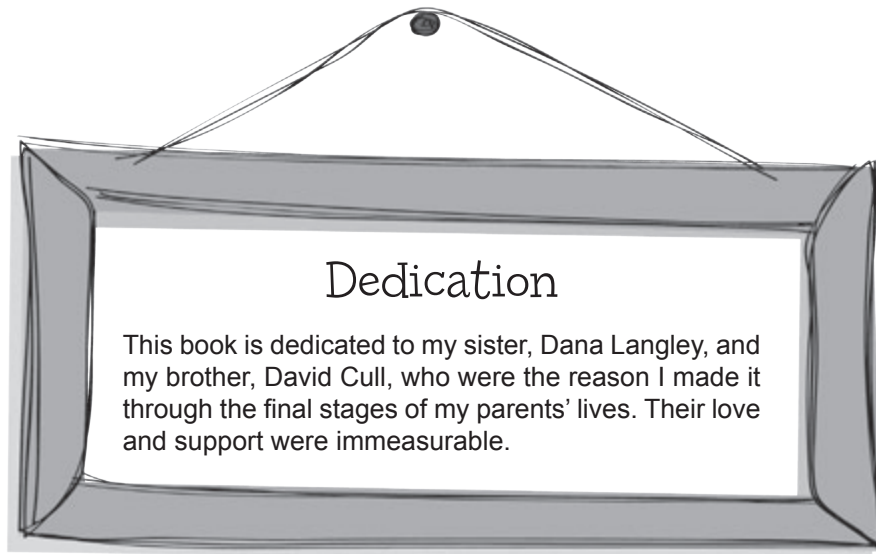 Dedication
This book is dedicated to my sister, Dana Langley, and
my brother, David Cull, who were the reason I made it
through the final stages of my parents’ lives. Their love
and support were immeasurable.